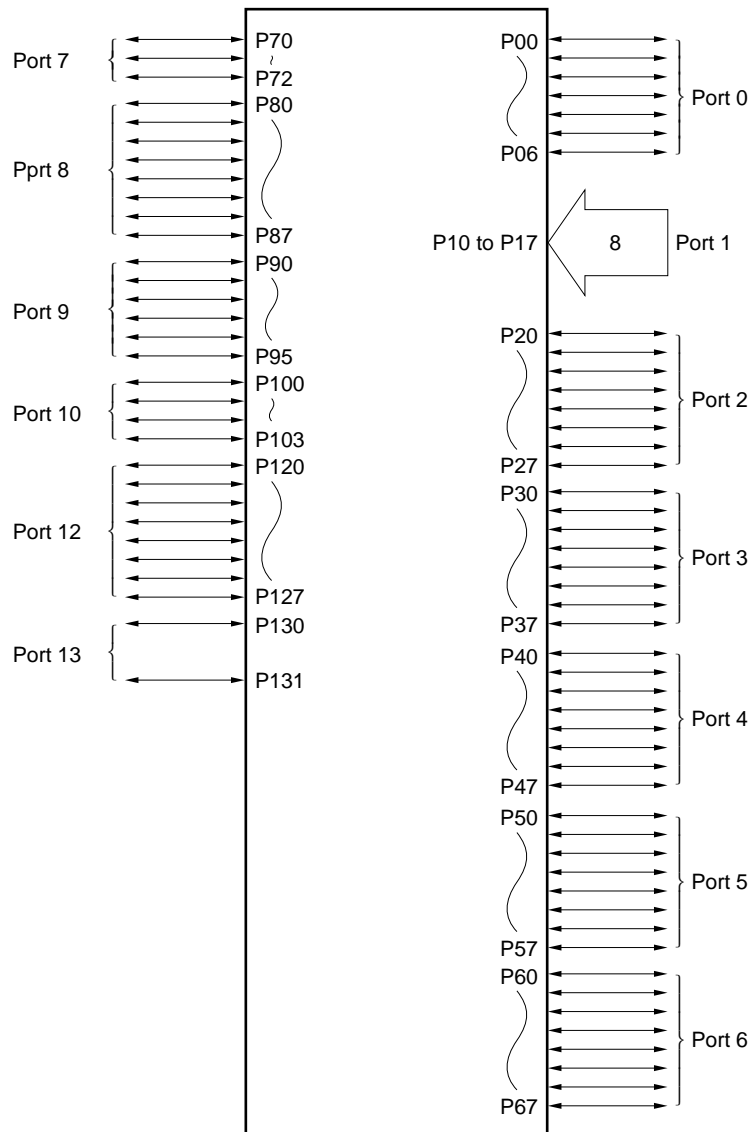 Port 7
P70
P72
Pprt 8
P80
P87
Port 9
P90
P95
Port 10
P100
P103
Port 12
P120
P127
Port 13
P130
P131
P00
P06
Port 0
P10 to P17
8
Port 1
P20
P27
Port 2
P30
P37
Port 3
P40
P47
Port 4
P50
P57
Port 5
P60
P67
Port 6